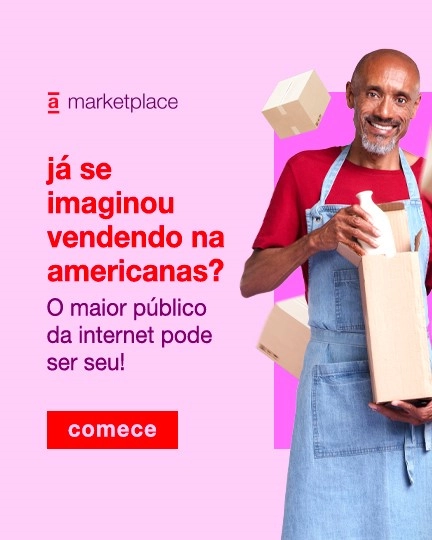 a marketplace
já se
imaginou
vendendo na
americanas?
O maior público
da internet pode
ser seu!
comece